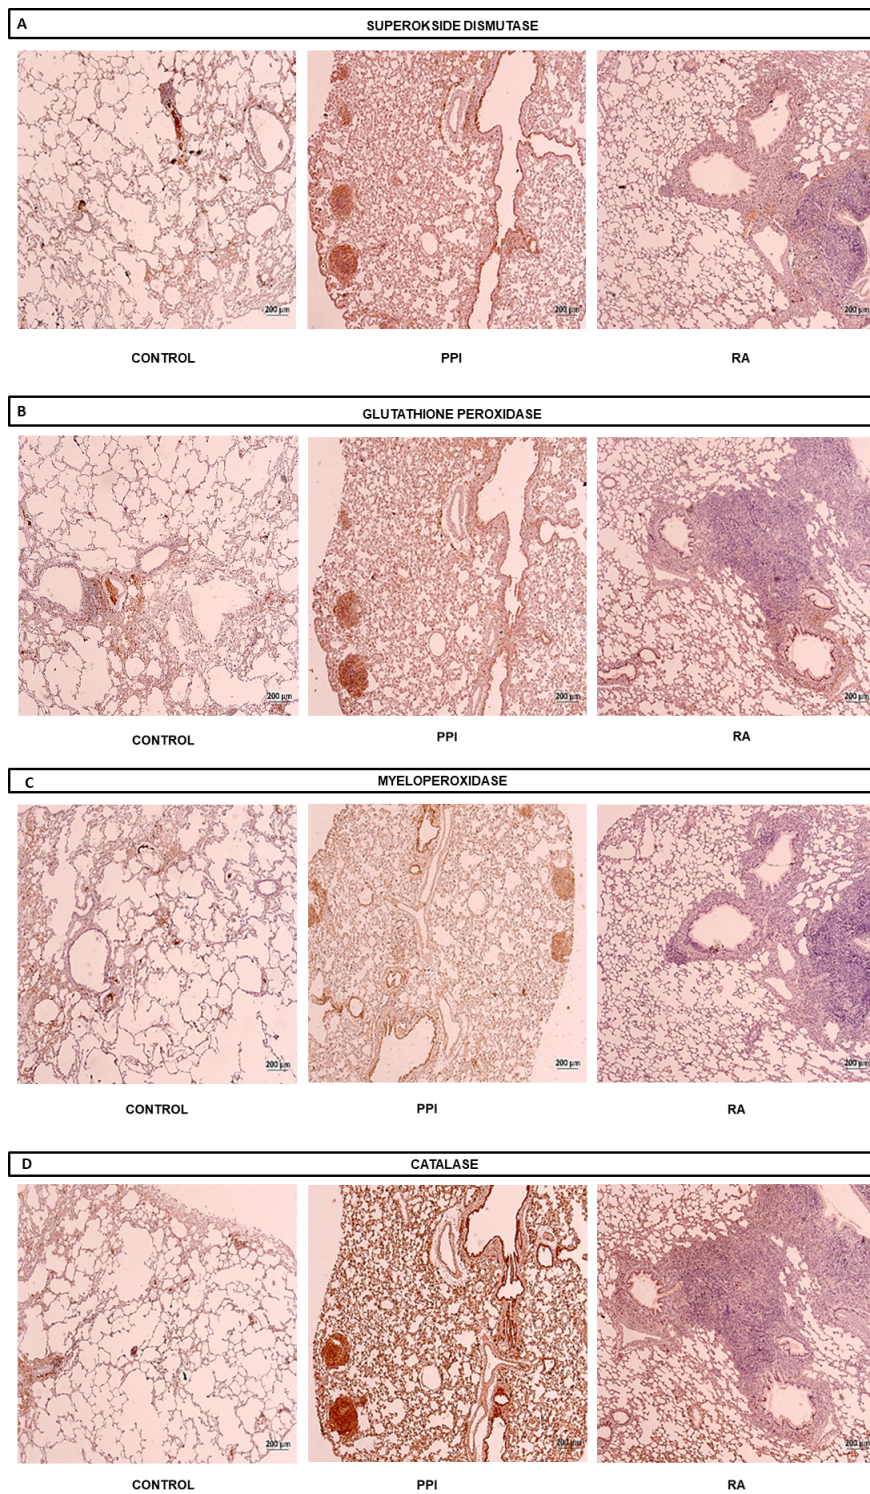 A
SUPEROKSIDE DISMUTASE
200 µm
200 µm
200 µm
CONTROL
PPI
RA
B
GLUTATHIONE PEROXIDASE
200 µm
200 µm
200 µm
CONTROL
PPI
RA
C
MYELOPEROXIDASE
200 µm
200 µm
200 µm
CONTROL
PPI
RA
D
CATALASE
200 µm
200 µm
200 µm
CONTROL
PPI
RA